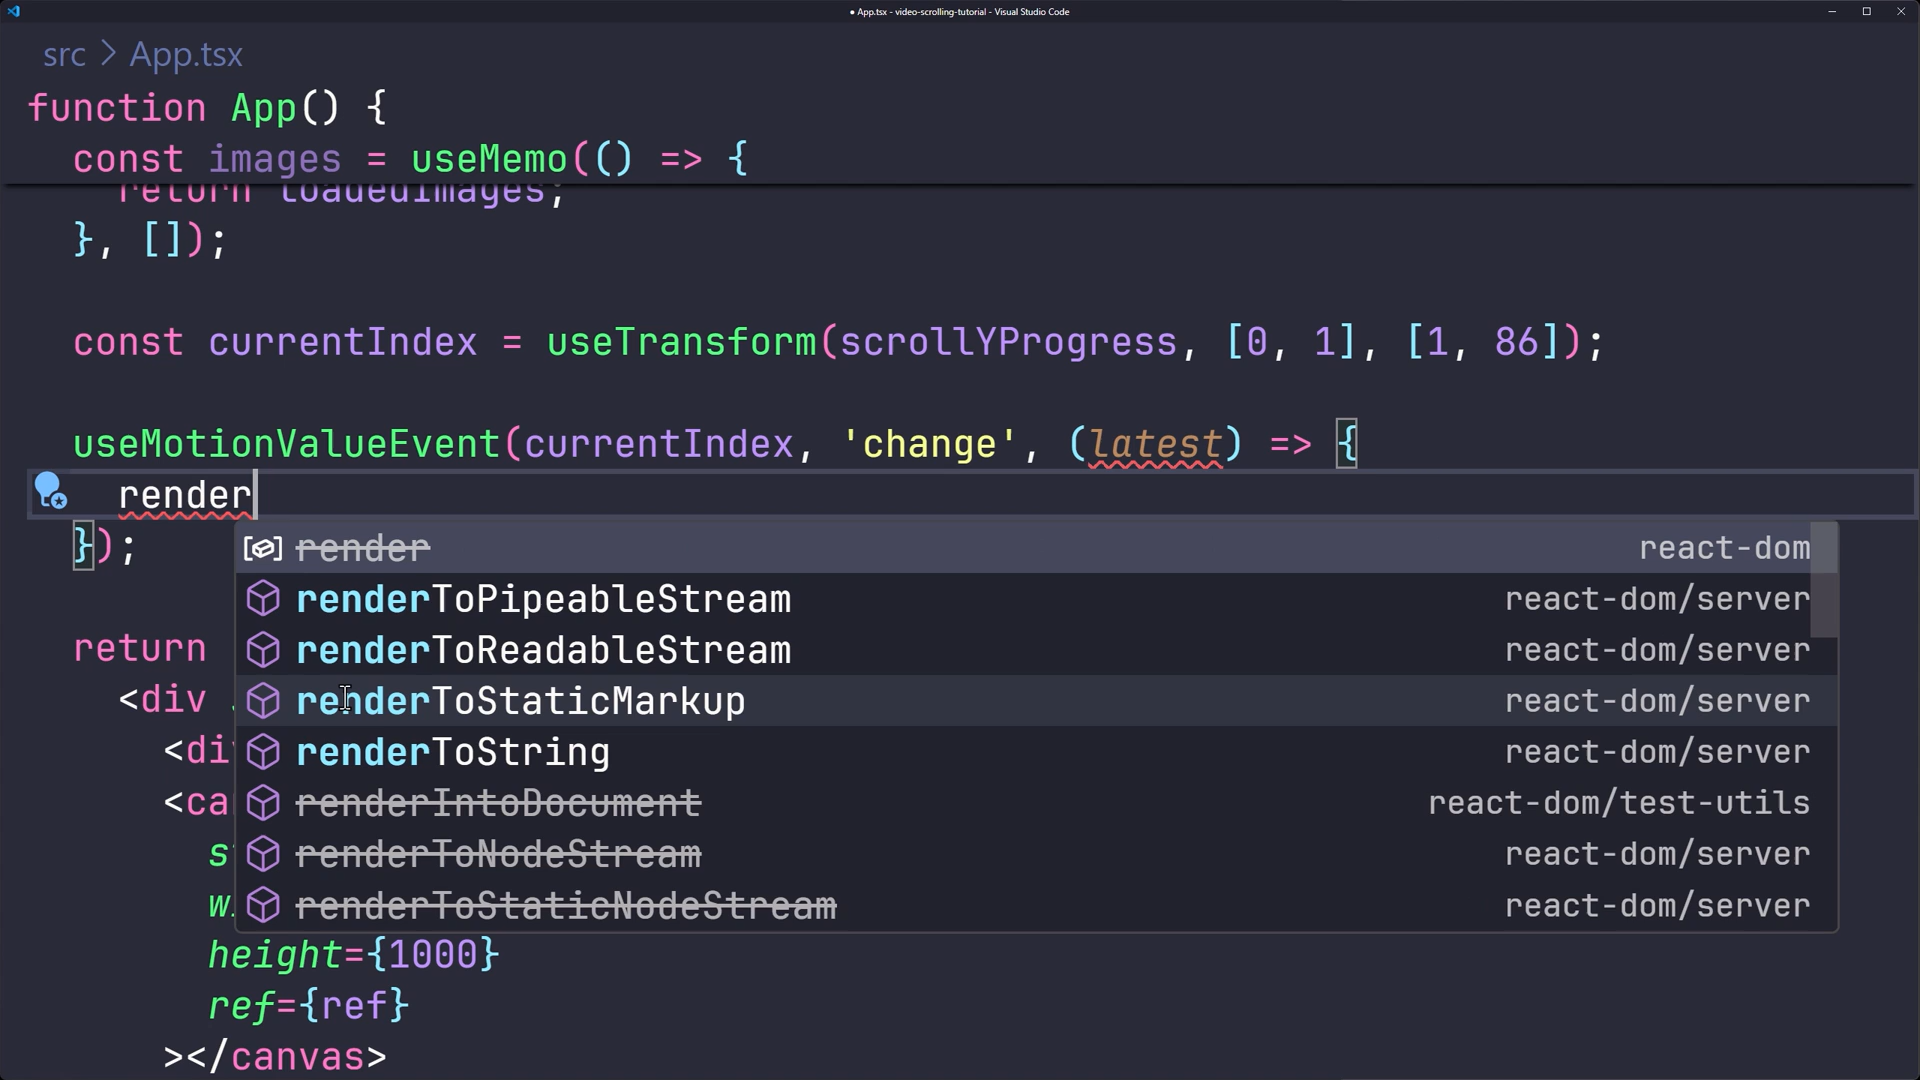 • App.tsx - video-scrolling-tutorial - Visual Studio Code
src > App.tsx
function App() {
const images = useMemo(() => {
return loadedImages;
}, []);
const currentIndex = useTransform(scrollYProgress, [0, 1], [1, 86]);
useMotionValueEvent(currentIndex, 'change', (latest) => {
render
});
render react-dom
renderToPipeableStream react-dom/server
renderToReadableStream react-dom/server
return
renderToStaticMarkup react-dom/server
<div
renderToString react-dom/server
<di
renderIntoDocument react-dom/test-utils
<ca
renderToNodeStream react-dom/server
s
renderToStaticNodeStream react-dom/server
w
height={1000}
ref={ref}
></canvas>